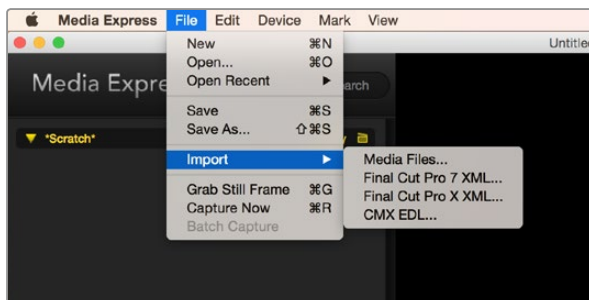 Media Express File Edit Device Mark View
Untitle
Media Expre
arch
New ⌘N
Open... ⌘O
Open Recent ▶
Save ⌘S
Save As... ⇧⌘S
Import ▶
Grab Still Frame ⌘G
Capture Now ⌘R
Batch Capture
Media Files...
Final Cut Pro 7 XML...
Final Cut Pro X XML...
CMX EDL...
▼ *Scratch* y